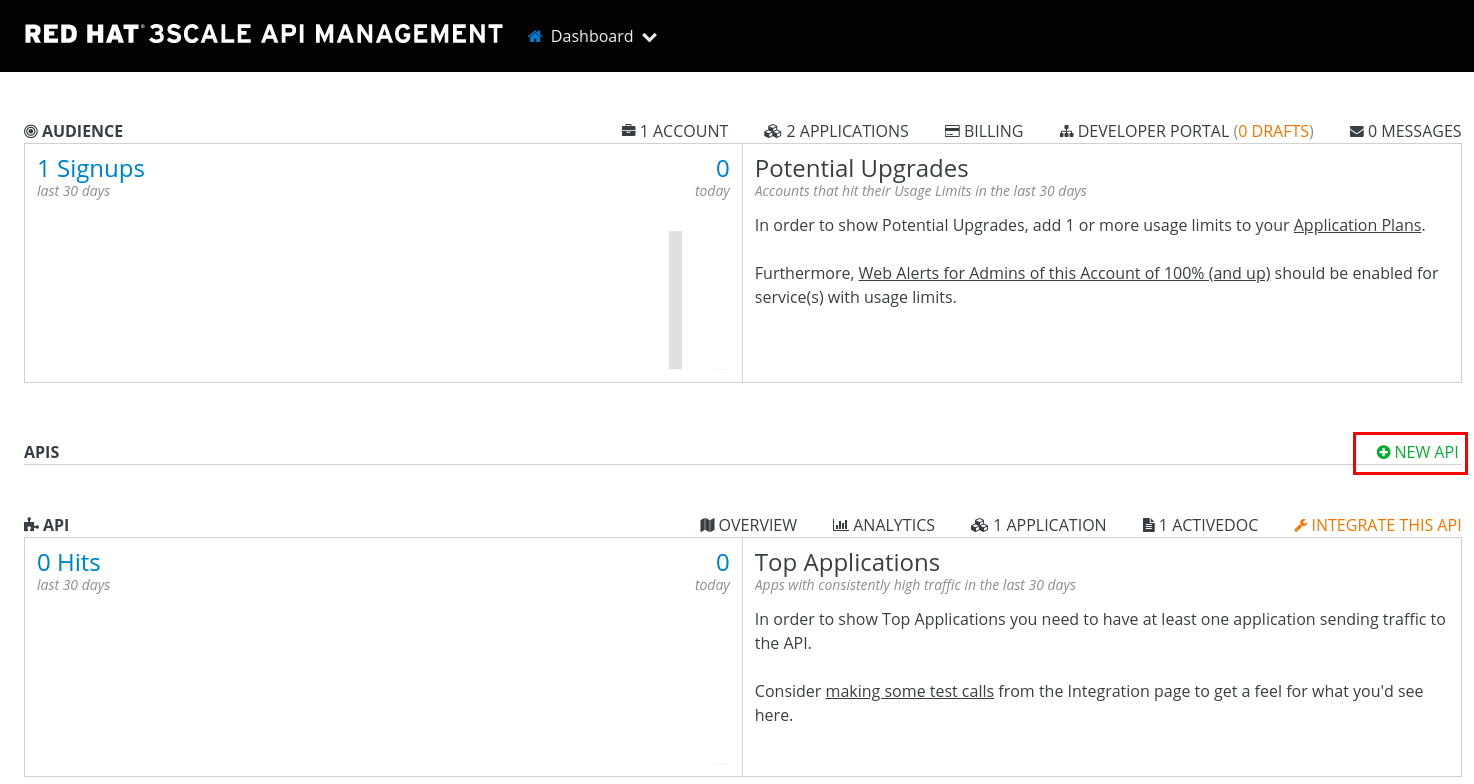 RED HAT® 3SCALE API MANAGEMENT Dashboard
AUDIENCE 1 ACCOUNT 2 APPLICATIONS BILLING DEVELOPER PORTAL (0 DRAFTS) 0 MESSAGES
1 Signups 0
last 30 days today
Potential Upgrades
Accounts that hit their Usage Limits in the last 30 days
In order to show Potential Upgrades, add 1 or more usage limits to your Application Plans.
Furthermore, Web Alerts for Admins of this Account of 100% (and up) should be enabled for
service(s) with usage limits.
APIS NEW API
API OVERVIEW ANALYTICS 1 APPLICATION 1 ACTIVEDOC INTEGRATE THIS API
0 Hits 0
last 30 days today
Top Applications
Apps with consistently high traffic in the last 30 days
In order to show Top Applications you need to have at least one application sending traffic to
the API.
Consider making some test calls from the Integration page to get a feel for what you'd see
here.